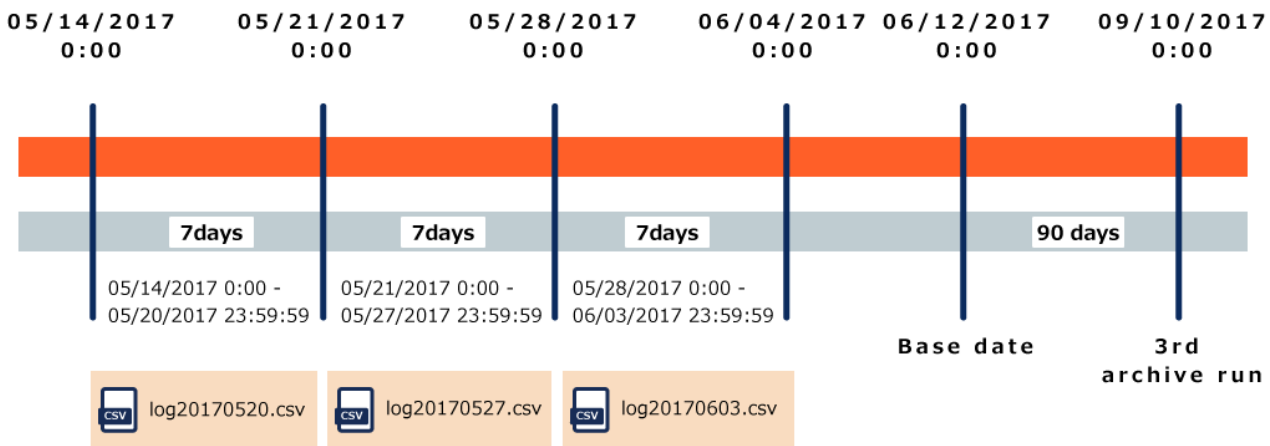 05/14/2017 05/21/2017 05/28/2017 06/04/2017 06/12/2017 09/10/2017
0:00 0:00 0:00 0:00 0:00 0:00
7days 7days 7days 90 days
05/14/2017 0:00 -
05/20/2017 23:59:59
05/21/2017 0:00 -
05/27/2017 23:59:59
05/28/2017 0:00 -
06/03/2017 23:59:59
Base date
3rd
archive run
CSV log20170520.csv
CSV log20170527.csv
CSV log20170603.csv